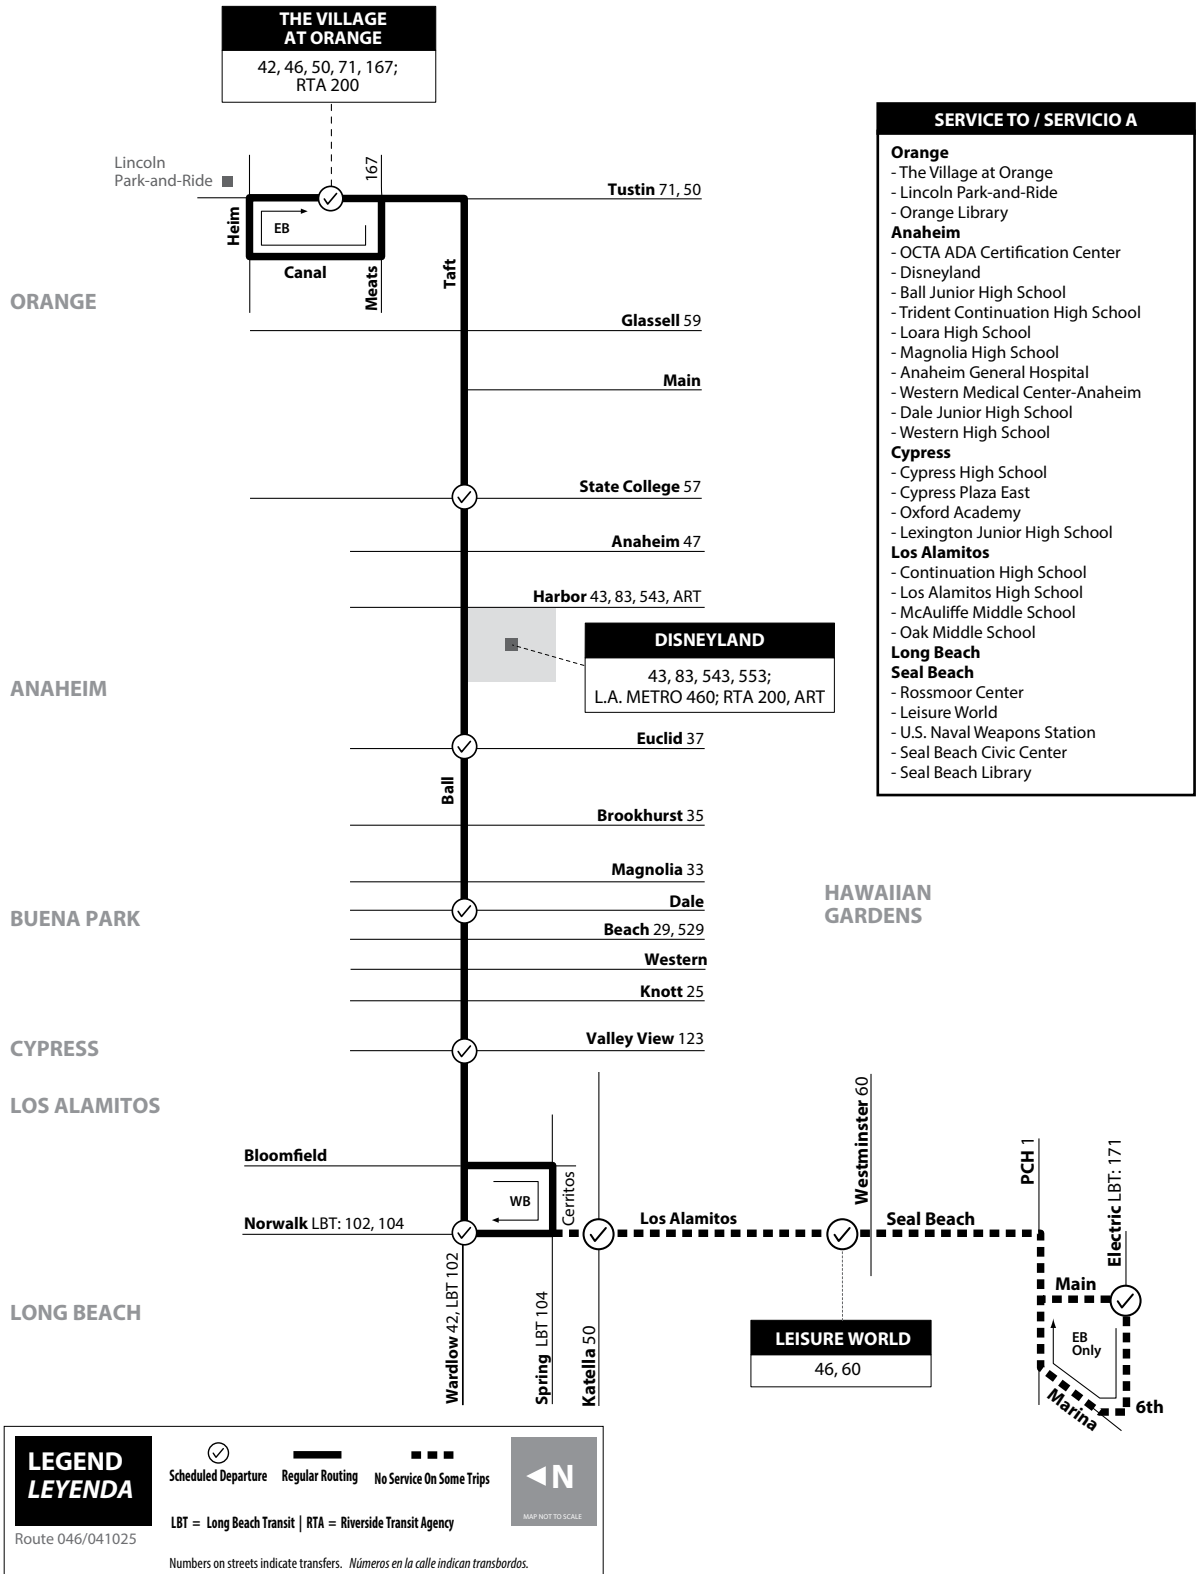 THE VILLAGE
AT ORANGE
42, 46, 50, 71, 167;
RTA 200
Lincoln
Park-and-Ride
167
Tustin 71, 50
Heim
EB
Canal
Meats
Taft
ORANGE
Glassell 59
Main
State College 57
Anaheim 47
Harbor 43, 83, 543, ART
DISNEYLAND
43, 83, 543, 553;
L.A. METRO 460; RTA 200, ART
ANAHEIM
Euclid 37
Ball
Brookhurst 35
Magnolia 33
Dale
BUENA PARK
Beach 29, 529
Western
Knott 25
HAWAIIAN
GARDENS
Valley View 123
CYPRESS
LOS ALAMITOS
Bloomfield
WB
Cerritos
Norwalk LBT: 102, 104
Los Alamitos
Westminster 60
Seal Beach
PCH 1
Electric LBT: 171
Main
EB
Only
Marina
6th
LONG BEACH
Wardlow 42, LBT 102
Spring LBT 104
Katella 50
LEISURE WORLD
46, 60
SERVICE TO / SERVICIO A
Orange
- The Village at Orange
- Lincoln Park-and-Ride
- Orange Library
Anaheim
- OCTA ADA Certification Center
- Disneyland
- Ball Junior High School
- Trident Continuation High School
- Loara High School
- Magnolia High School
- Anaheim General Hospital
- Western Medical Center-Anaheim
- Dale Junior High School
- Western High School
Cypress
- Cypress High School
- Cypress Plaza East
- Oxford Academy
- Lexington Junior High School
Los Alamitos
- Continuation High School
- Los Alamitos High School
- McAuliffe Middle School
- Oak Middle School
Long Beach
Seal Beach
- Rossmoor Center
- Leisure World
- U.S. Naval Weapons Station
- Seal Beach Civic Center
- Seal Beach Library
LEGEND
LEYENDA
Route 046/041025
Scheduled Departure
Regular Routing
No Service On Some Trips
N
MAP NOT TO SCALE
LBT = Long Beach Transit | RTA = Riverside Transit Agency
Numbers on streets indicate transfers. Números en la calle indican transbordos.